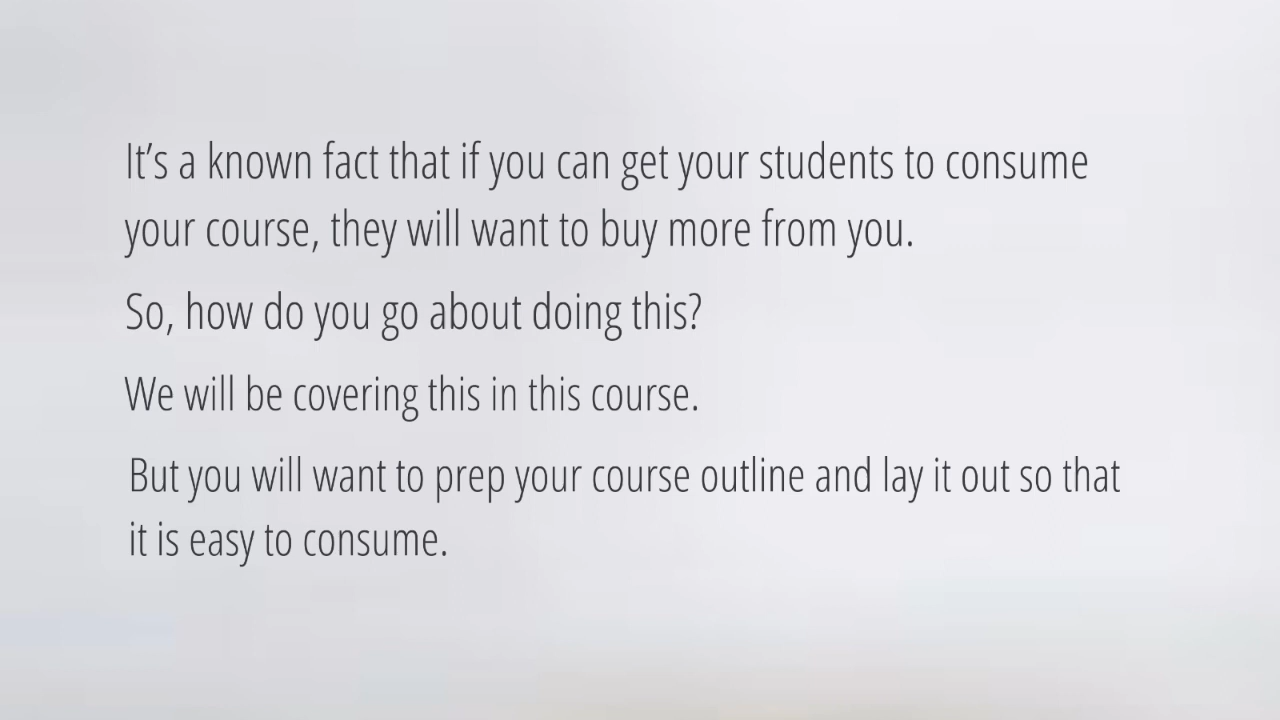 It’s a known fact that if you can get your students to consume
your course, they will want to buy more from you.
So, how do you go about doing this?
We will be covering this in this course.
But you will want to prep your course outline and lay it out so that
it is easy to consume.